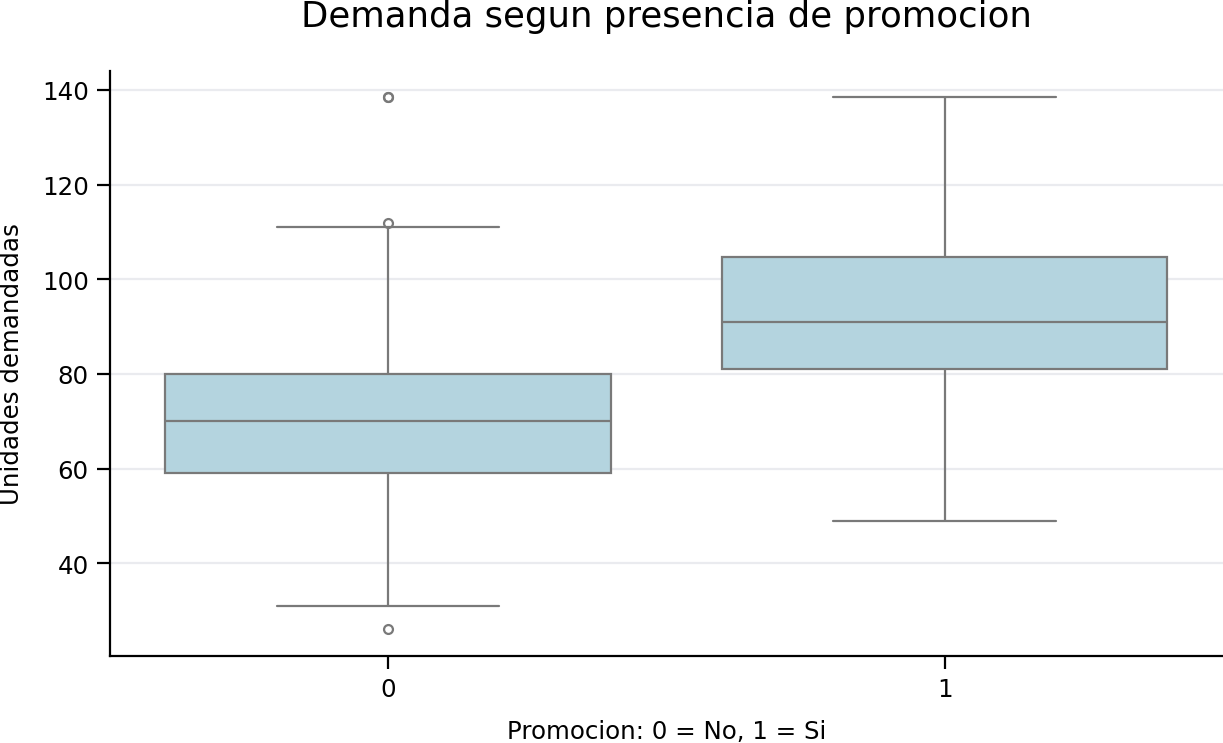 Demanda segun presencia de promocion
Unidades demandadas
140
120
100
80
60
40
0
1
Promocion: 0 = No, 1 = Si